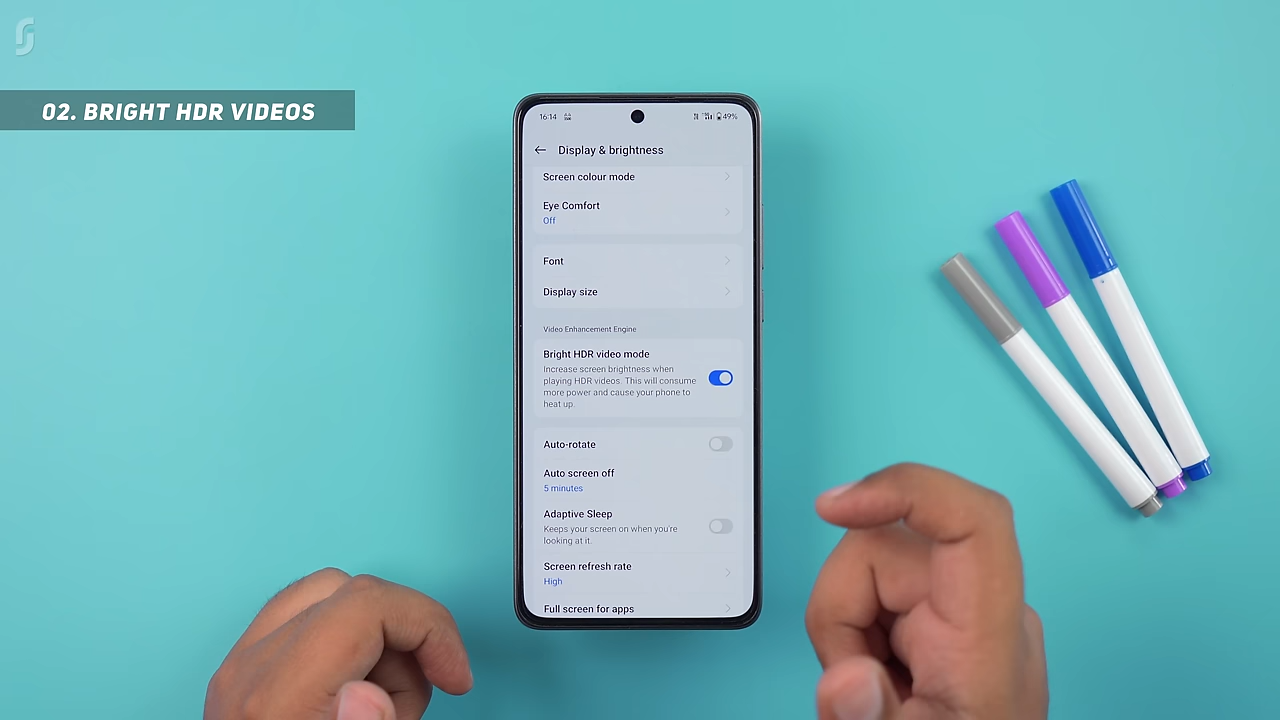 02. BRIGHT HDR VIDEOS
16:14
49%
Display & brightness
Screen colour mode
Eye Comfort
Off
Font
Display size
Video Enhancement Engine
Bright HDR video mode
Increase screen brightness when
playing HDR videos. This will consume
more power and cause your phone to
heat up.
Auto-rotate
Auto screen off
5 minutes
Adaptive Sleep
Keeps your screen on when you're
looking at it.
Screen refresh rate
High
Full screen for apps